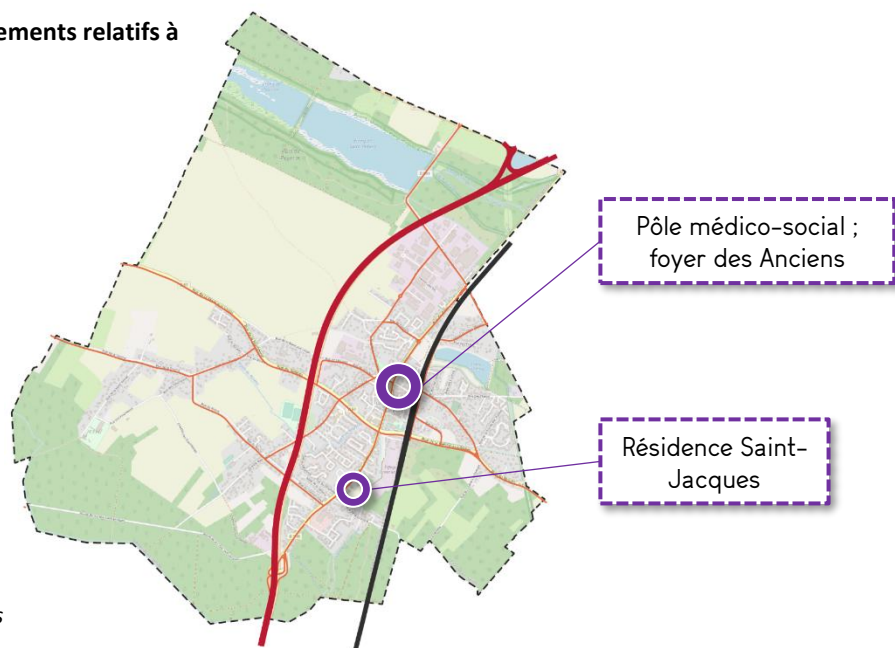 ements relatifs à
Pôle médico-social ;
foyer des Anciens
Résidence Saint-
Jacques
s